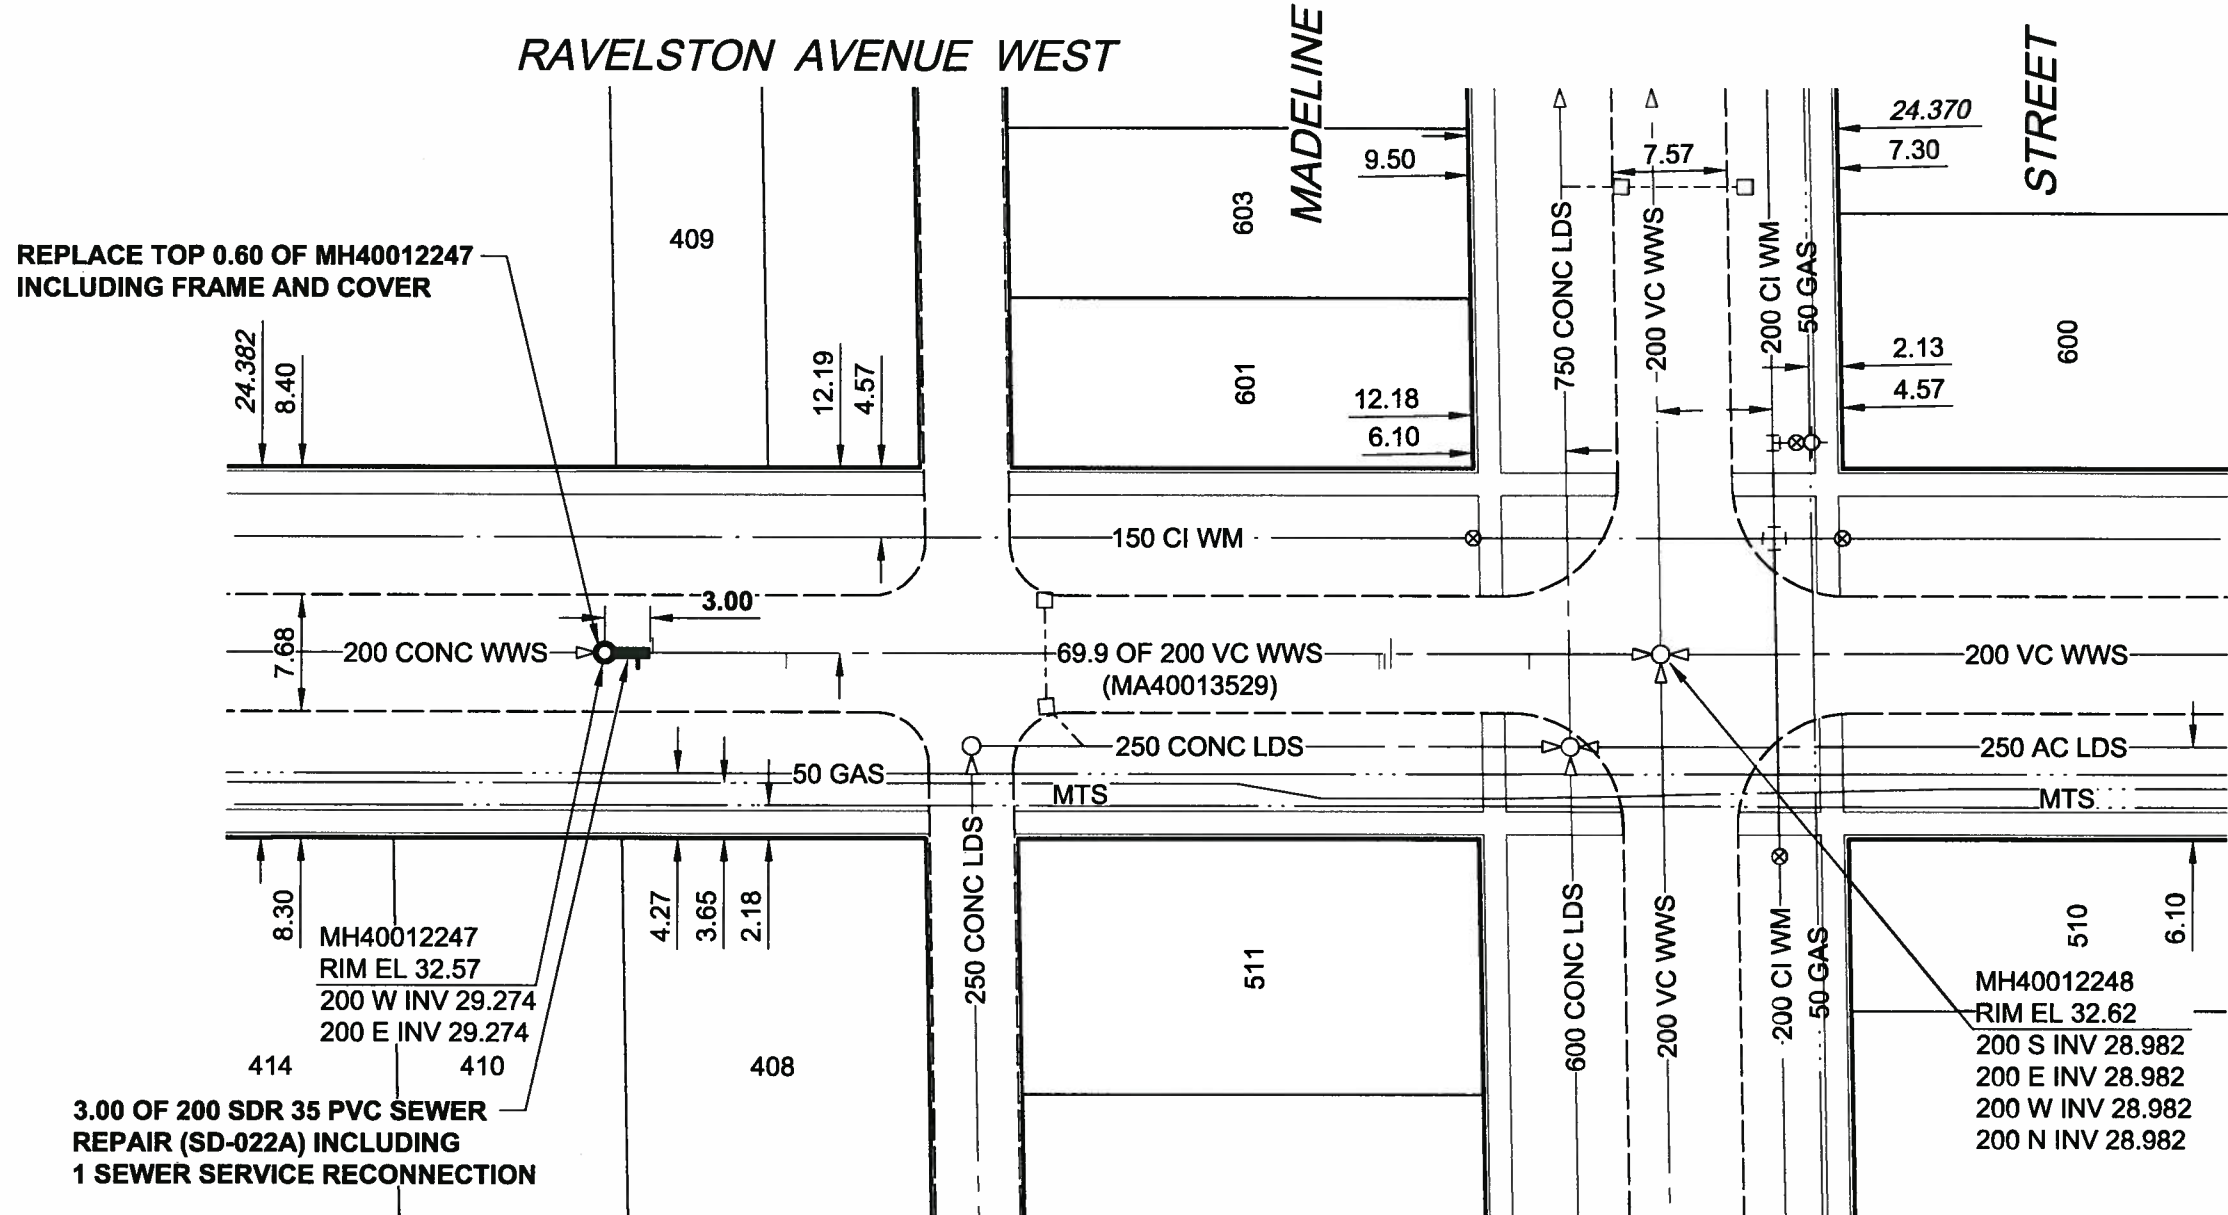 RAVELSTON AVENUE WEST
MADELINE
STREET
24.370
7.30
9.50
7.57
603
409
REPLACE TOP 0.60 OF MH40012247
INCLUDING FRAME AND COVER
750 CONC LDS
200 VC WWS
200 CI WM
50 GAS
600
24.382
8.40
12.19
4.57
601
12.18
6.10
2.13
4.57
150 CI WM
3.00
7.68
200 CONC WWS
69.9 OF 200 VC WWS
(MA40013529)
200 VC WWS
250 CONC LDS
250 AC LDS
50 GAS
MTS
MTS
8.30
4.27
3.65
2.18
250 CONC LDS
511
600 CONC LDS
200 VC WWS
200 CI WM
50 GAS
510
6.10
MH40012247
RIM EL 32.57
200 W INV 29.274
200 E INV 29.274
414
410
408
MH40012248
RIM EL 32.62
200 S INV 28.982
200 E INV 28.982
200 W INV 28.982
200 N INV 28.982
3.00 OF 200 SDR 35 PVC SEWER
REPAIR (SD-022A) INCLUDING
1 SEWER SERVICE RECONNECTION